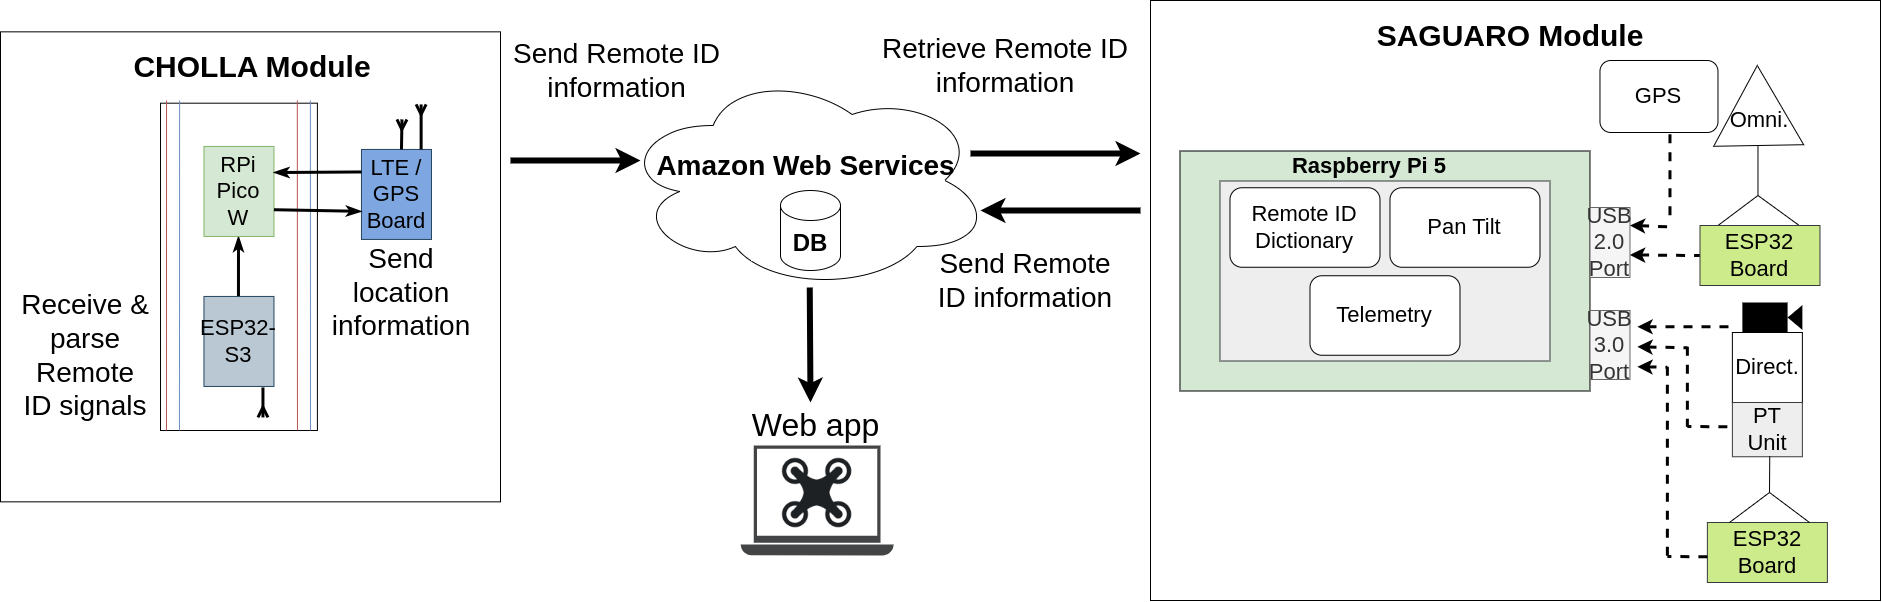 CHOLLA Module
RPi
Pico
W
LTE /
GPS
Board
ESP32-
S3
Receive &
parse
Remote
ID signals
Send
location
information
Send Remote ID
information
Amazon Web Services
DB
Retrieve Remote ID
information
Send Remote
ID information
Web app
SAGUARO Module
Raspberry Pi 5
Remote ID
Dictionary
Pan Tilt
Telemetry
USB
2.0
Port
USB
3.0
Port
GPS
Omni.
ESP32
Board
Direct.
PT
Unit
ESP32
Board